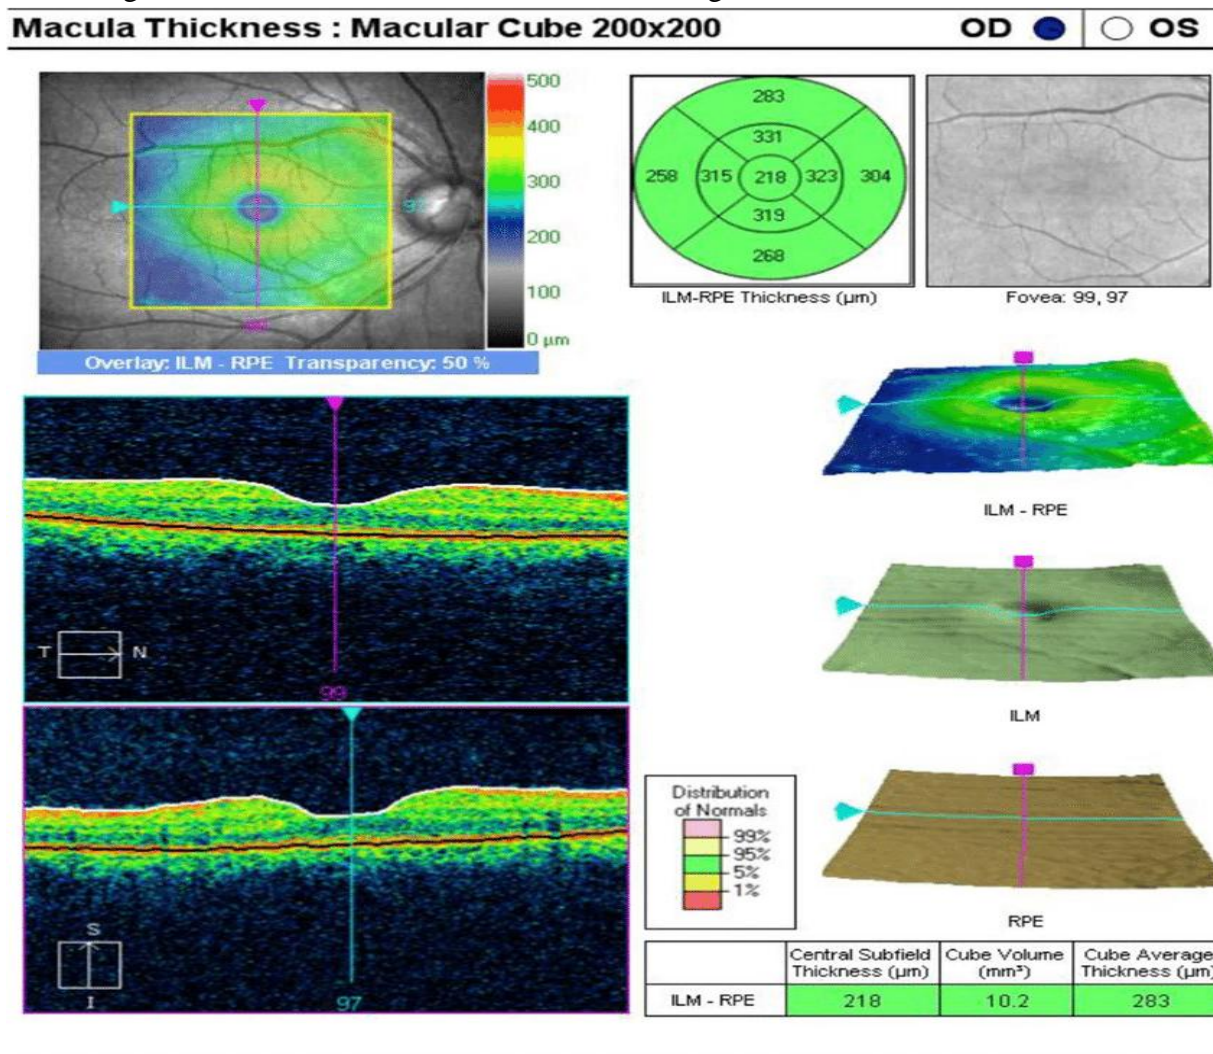 Macula Thickness : Macular Cube 200x200
OD OS
500
400
300
200
100
0 µm
Overlay: ILM - RPE Transparency: 50 %
283
331
258 315 218 323 304
319
268
ILM-RPE Thickness (µm)
Fovea: 99, 97
T N
99
S
I
97
ILM - RPE
ILM
RPE
Distribution
of Normals
99%
95%
5%
1%
Central Subfield Thickness (µm) Cube Volume (mm³) Cube Average Thickness (µm)
ILM - RPE 218 10.2 283